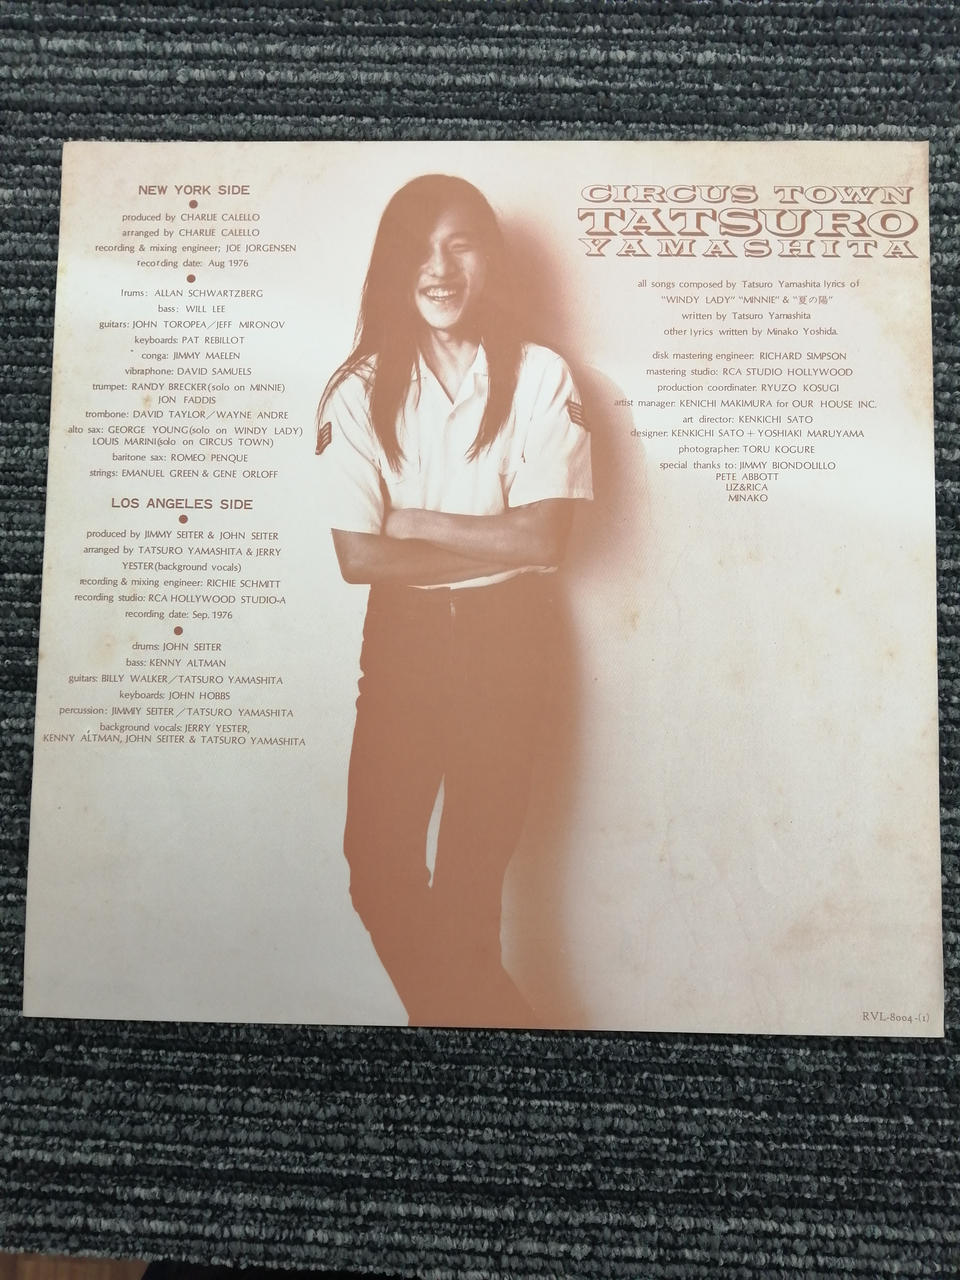 NEW YORK SIDE
produced by CHARLIE CALELLO
arranged by CHARLIE CALELLO
recording & mixing engineer; JOE JORGENSEN
recording date: Aug 1976
drums: ALLAN SCHWARTZBERG
bass: WILL LEE
guitars: JOHN TOROPEA／JEFF MIRONOV
keyboards: PAT REBILLOT
conga: JIMMY MAELEN
vibraphone: DAVID SAMUELS
trumpet: RANDY BRECKER(solo on MINNIE)
JON FADDIS
trombone: DAVID TAYLOR／WAYNE ANDRE
alto sax: GEORGE YOUNG(solo on WINDY LADY)
LOUIS MARINI(solo on CIRCUS TOWN)
baritone sax: ROMEO PENQUE
strings: EMANUEL GREEN & GENE ORLOFF
LOS ANGELES SIDE
produced by JIMMY SEITER & JOHN SEITER
arranged by TATSURO YAMASHITA & JERRY
YESTER(background vocals)
recording & mixing engineer: RICHIE SCHMITT
recording studio: RCA HOLLYWOOD STUDIO-A
recording date: Sep. 1976
drums: JOHN SEITER
bass: KENNY ALTMAN
guitars: BILLY WALKER／TATSURO YAMASHITA
keyboards: JOHN HOBBS
percussion: JIMMIY SEITER／TATSURO YAMASHITA
background vocals: JERRY YESTER,
KENNY ALTMAN, JOHN SEITER & TATSURO YAMASHITA
CIRCUS TOWN
TATSURO
YAMASHITA
all songs composed by Tatsuro Yamashita lyrics of
"WINDY LADY" "MINNIE" & "夏の陽"
written by Tatsuro Yamashita
other lyrics written by Minako Yoshida.
disk mastering engineer: RICHARD SIMPSON
mastering studio: RCA STUDIO HOLLYWOOD
production coordinater: RYUZO KOSUGI
artist manager: KENICHI MAKIMURA for OUR HOUSE INC.
art director: KENKICHI SATO
designer: KENKICHI SATO + YOSHIAKI MARUYAMA
photographer: TORU KOGURE
special thanks to: JIMMY BIONDOLILLO
PETE ABBOTT
LIZ&RICA
MINAKO
RVL-8004-(1)